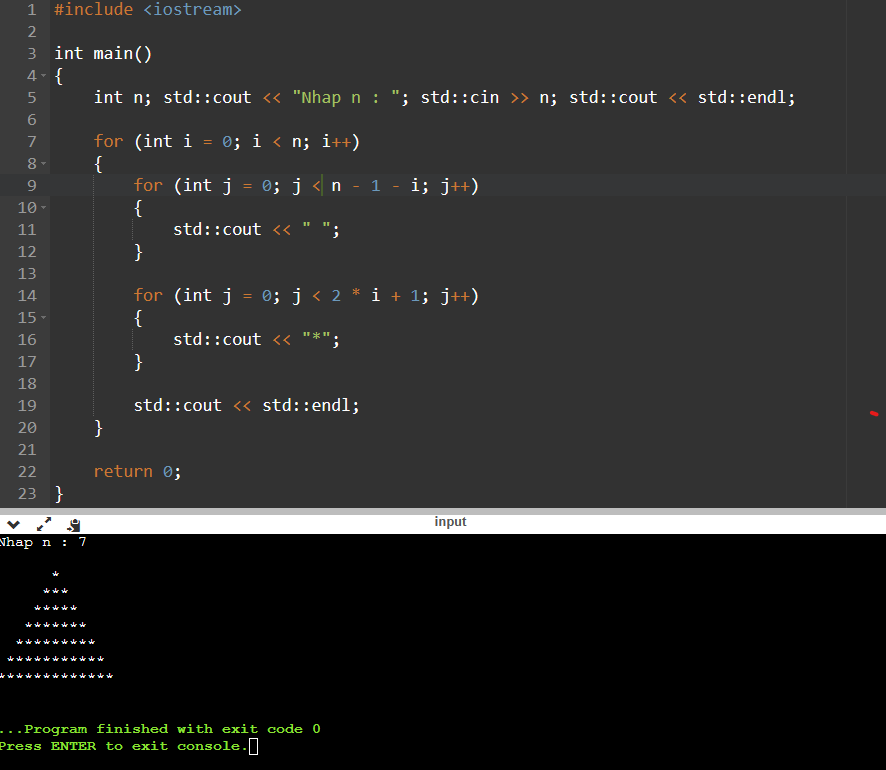 1 #include <iostream>
2
3 int main()
4 {
5     int n; std::cout << "Nhap n : "; std::cin >> n; std::cout << std::endl;
6
7     for (int i = 0; i < n; i++)
8     {
9         for (int j = 0; j < n - 1 - i; j++)
10         {
11             std::cout << " ";
12         }
13
14         for (int j = 0; j < 2 * i + 1; j++)
15         {
16             std::cout << "*";
17         }
18
19         std::cout << std::endl;
20     }
21
22     return 0;
23 }
input
Nhap n : 7
      *
     ***
    *****
   *******
  *********
 ***********
*************
...Program finished with exit code 0
Press ENTER to exit console.